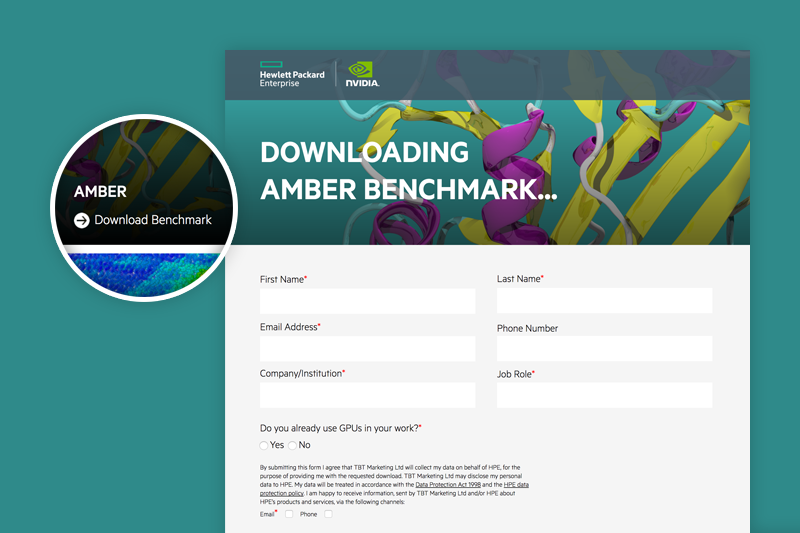 Hewlett Packard
Enterprise
NVIDIA.
DOWNLOADING
AMBER BENCHMARK...
AMBER
Download Benchmark
First Name*
Last Name*
Email Address*
Phone Number
Company/Institution*
Job Role*
Do you already use GPUs in your work?*
Yes No
By submitting this form I agree that TBT Marketing Ltd will collect my data on behalf of HPE, for the
purpose of providing me with the requested download. TBT Marketing Ltd may disclose my personal
data to HPE. My data will be treated in accordance with the Data Protection Act 1998 and the HPE data
protection policy. I am happy to receive information, sent by TBT Marketing Ltd and/or HPE about
HPE's products and services, via the following channels:
Email* Phone